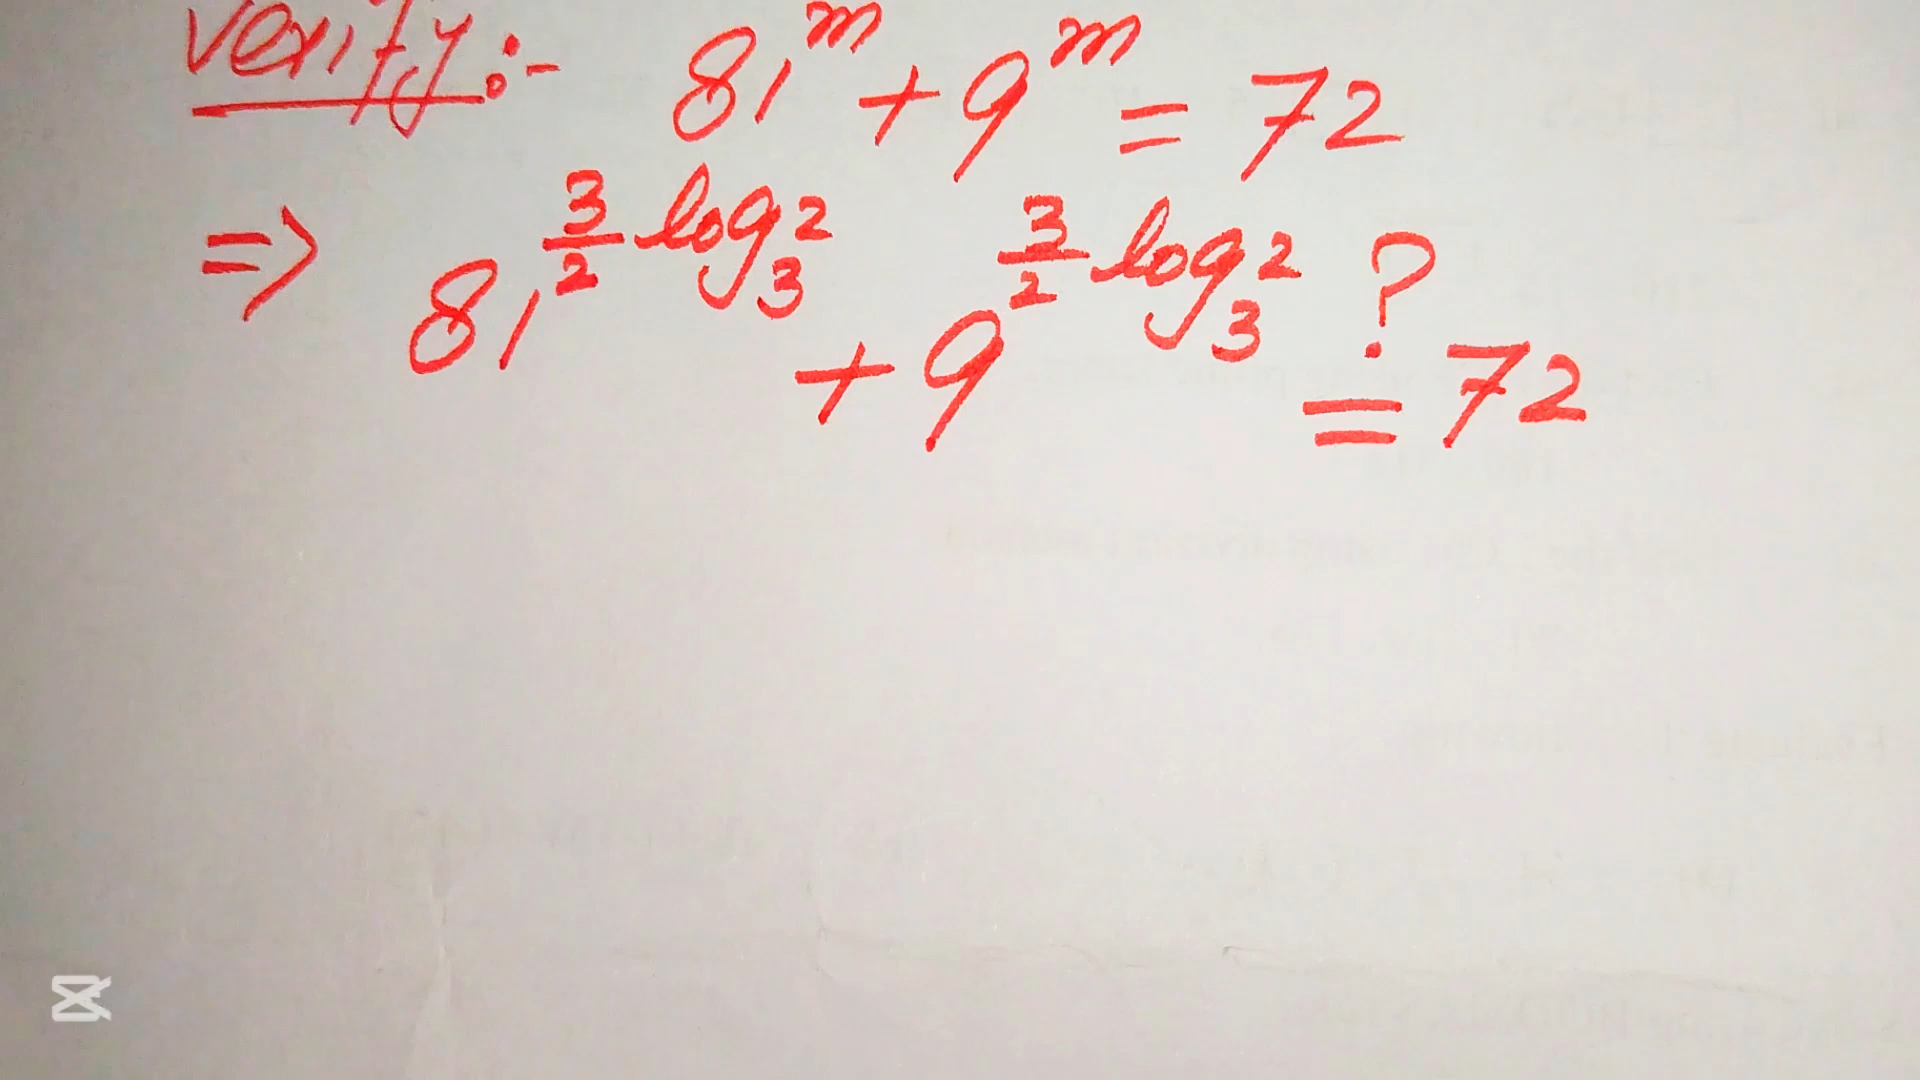 Verify:- 81^m + 9^m = 72
=> 81^(3/2 log_3 2) + 9^(3/2 log_3 2) ?= 72